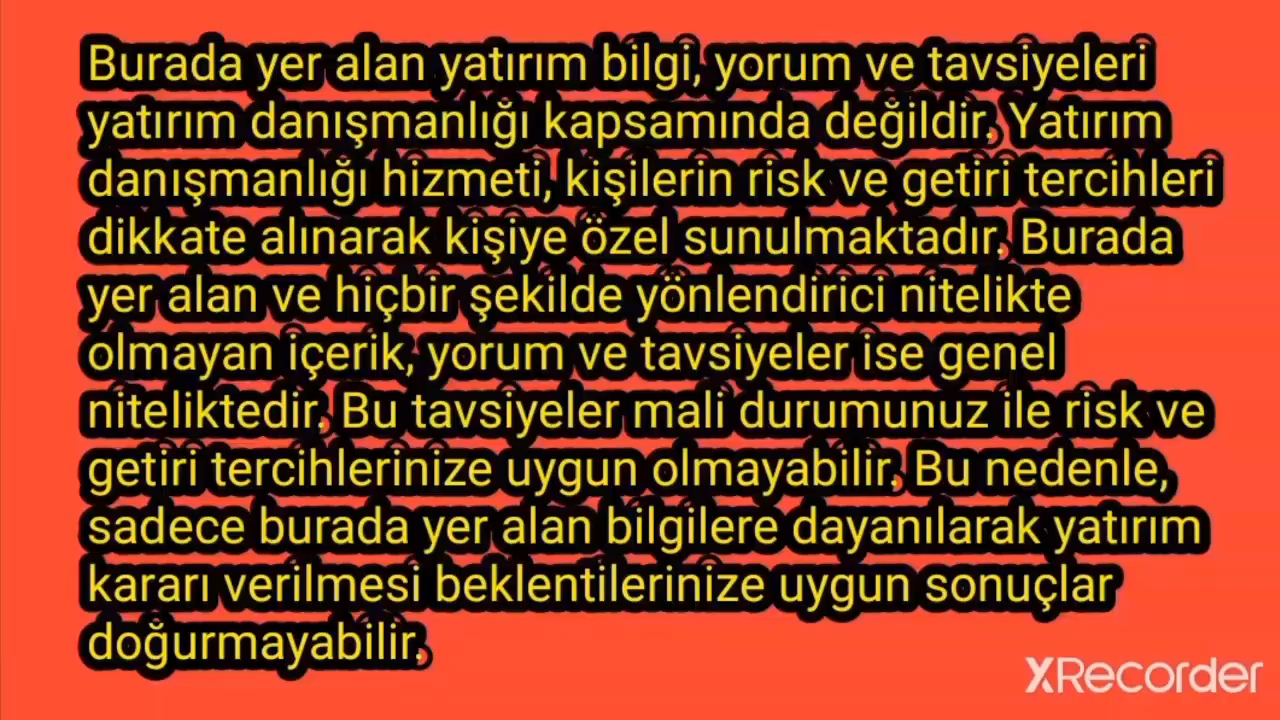 Burada yer alan yatırım bilgi, yorum ve tavsiyeleri
yatırım danışmanlığı kapsamında değildir. Yatırım
danışmanlığı hizmeti, kişilerin risk ve getiri tercihleri
dikkate alınarak kişiye özel sunulmaktadır. Burada
yer alan ve hiçbir şekilde yönlendirici nitelikte
olmayan içerik, yorum ve tavsiyeler ise genel
niteliktedir. Bu tavsiyeler mali durumunuz ile risk ve
getiri tercihlerinize uygun olmayabilir. Bu nedenle,
sadece burada yer alan bilgilere dayanılarak yatırım
kararı verilmesi beklentilerinize uygun sonuçlar
doğurmayabilir.
XRecorder